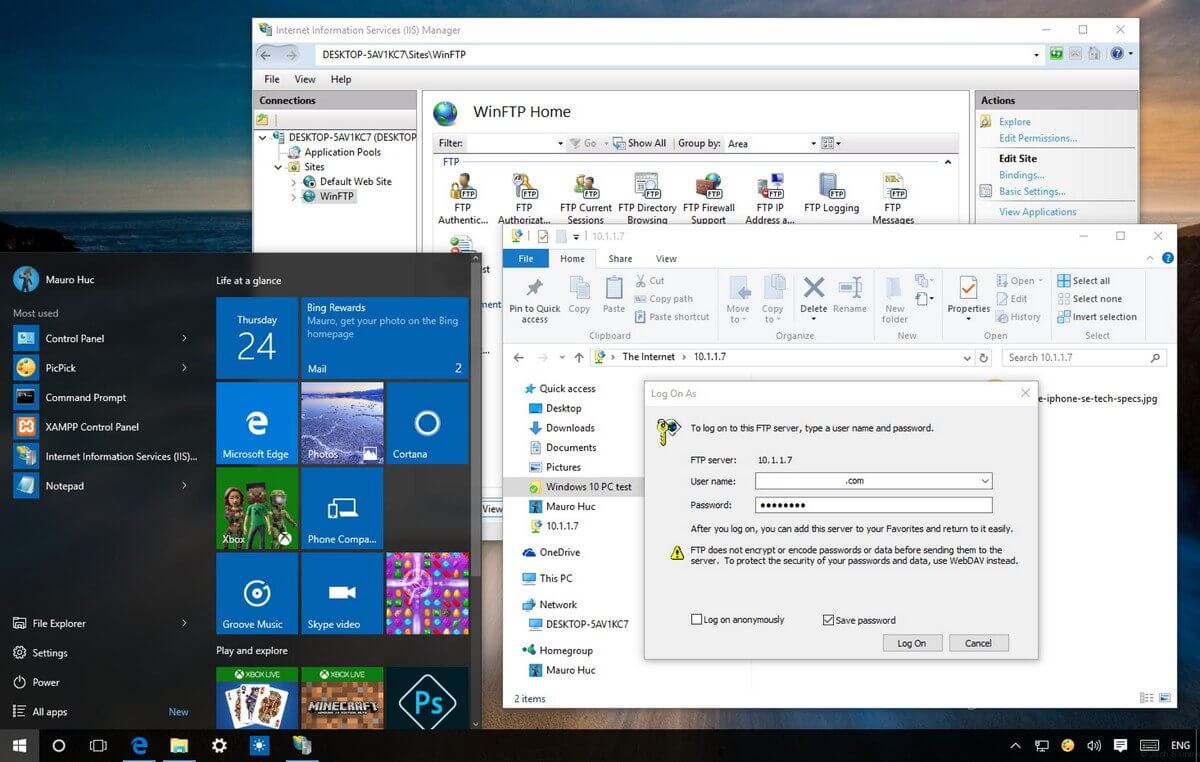 Internet Information Services (IIS) Manager
DESKTOP-5AV1KC7\Sites\WinFTP
File View Help
Connections
DESKTOP-5AV1KC7 (DESKTOP
Application Pools
Sites
Default Web Site
WinFTP
WinFTP Home
Filter: Go Show All Group by: Area
FTP
FTP Authentic...
FTP Authorizat...
FTP Current Sessions
FTP Directory Browsing
FTP Firewall Support
FTP IP Address a...
FTP Logging
FTP Messages
Actions
Explore
Edit Permissions...
Edit Site
Bindings...
Basic Settings...
View Applications
Mauro Huc
Most used
Control Panel
PicPick
Command Prompt
XAMPP Control Panel
Internet Information Services (IIS)...
Notepad
File Explorer
Settings
Power
All apps New
Life at a glance
Thursday
24
Bing Rewards
Mauro, get your photo on the Bing
homepage
Mail 2
Microsoft Edge
Photos
Cortana
Xbox
Phone Compa...
Groove Music
Skype video
Play and explore
XBOX LIVE
XBOX LIVE
MINECRAFT
Ps
View
10.1.1.7
File Home Share View
Pin to Quick access
Copy
Paste
Cut
Copy path
Paste shortcut
Clipboard
Move to
Copy to
Delete
Rename
Organize
New folder
New
Properties
Open
Edit
History
Open
Select all
Select none
Invert selection
Select
The Internet 10.1.1.7
Search 10.1.1.7
Quick access
Desktop
Downloads
Documents
Pictures
Windows 10 PC test
Mauro Huc
10.1.1.7
OneDrive
This PC
Network
DESKTOP-5AV1KC7
Homegroup
Mauro Huc
2 items
e-iphone-se-tech-specs.jpg
Log On As
To log on to this FTP server, type a user name and password.
FTP server: 10.1.1.7
User name: .com
Password: ●●●●●●●●
After you log on, you can add this server to your Favorites and return to it easily.
FTP does not encrypt or encode passwords or data before sending them to the
server. To protect the security of your passwords and data, use WebDAV instead.
Log on anonymously
Save password
Log On Cancel
ENG